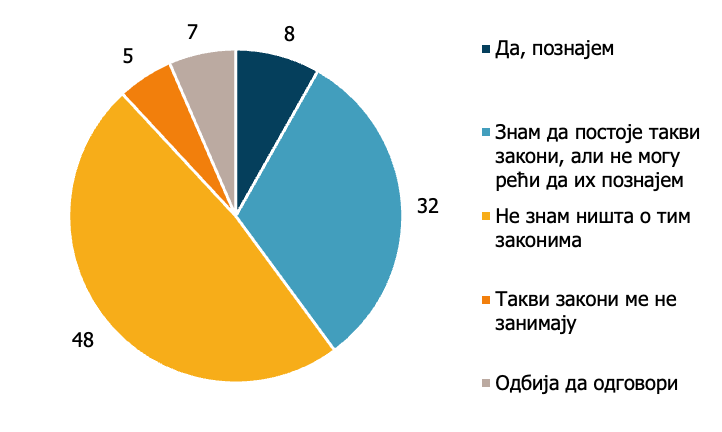 8
7
5
32
48
Да, познајем
Знам да постоје такви
закони, али не могу
рећи да их познајем
Не знам ништа о тим
законима
Такви закони ме не
занимају
Одбија да одговори